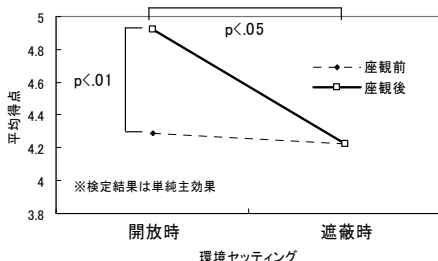 5
4.8
4.6
4.4
4.2
4
3.8
平均得点
p<.05
p<.01
座観前
座観後
※検定結果は単純主効果
開放時
遮蔽時
環境セッティング